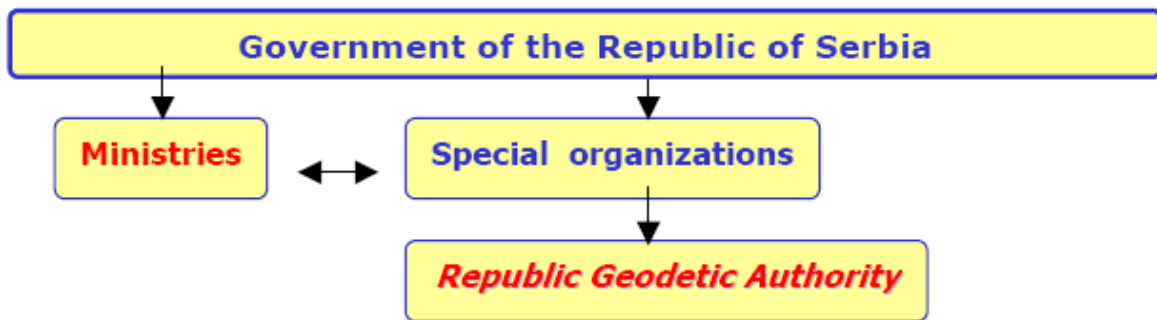 Government of the Republic of Serbia
Ministries
Special organizations
Republic Geodetic Authority